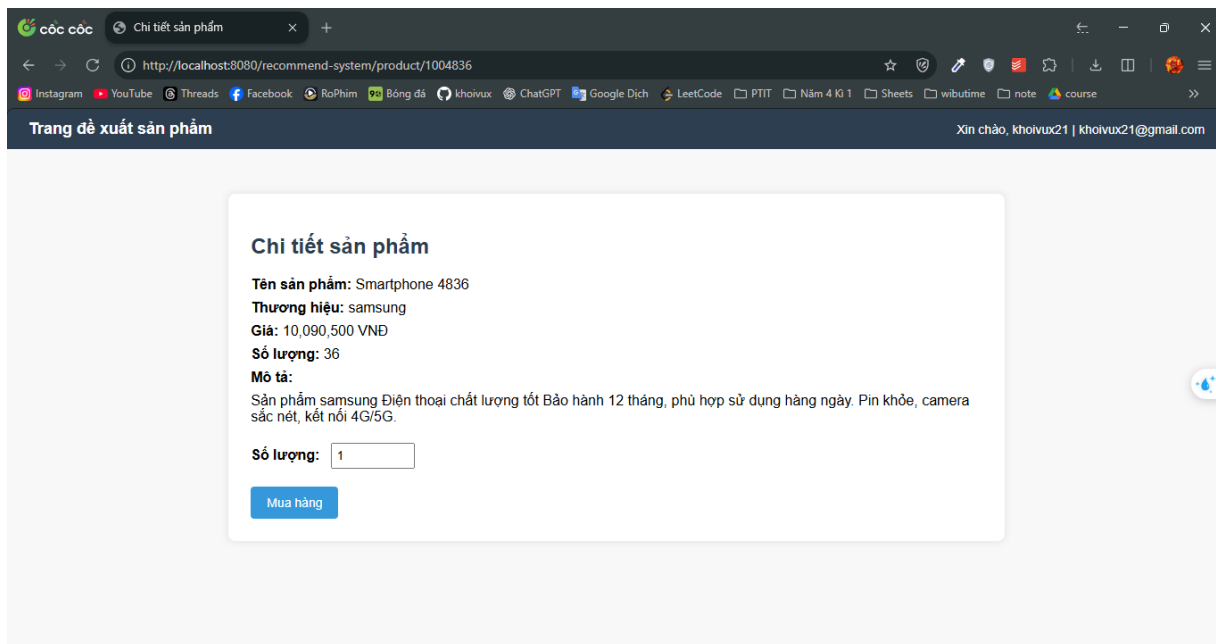 cốc cốc
Chi tiết sản phẩm
http://localhost:8080/recommend-system/product/1004836
Instagram YouTube Threads Facebook RoPhim Bóng đá khoivux ChatGPT Google Dịch LeetCode PTIT Năm 4 Kì 1 Sheets wibutime note course
Trang đề xuất sản phẩm
Xin chào, khoivux21 | khoivux21@gmail.com
Chi tiết sản phẩm
Tên sản phẩm: Smartphone 4836
Thương hiệu: samsung
Giá: 10,090,500 VNĐ
Số lượng: 36
Mô tả:
Sản phẩm samsung Điện thoại chất lượng tốt Bảo hành 12 tháng, phù hợp sử dụng hàng ngày. Pin khỏe, camera
sắc nét, kết nối 4G/5G.
Số lượng: 1
Mua hàng